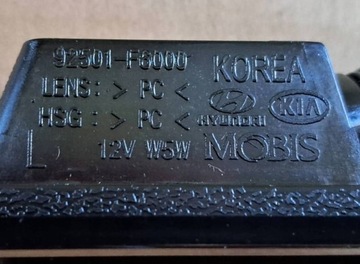 92501-F6000 KOREA
LENS: > PC <
HSG: > PC < HYUNDAI KIA
L 12V W5W MOBIS